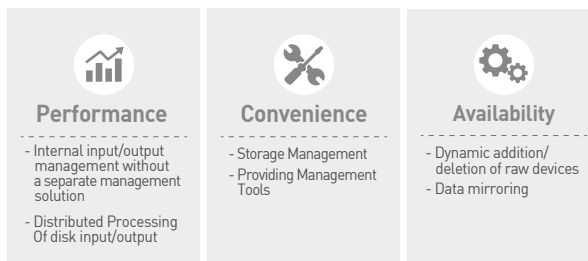 Performance
- Internal input/output
management without
a separate management
solution
- Distributed Processing
Of disk input/output
Convenience
- Storage Management
- Providing Management
Tools
Availability
- Dynamic addition/
deletion of raw devices
- Data mirroring